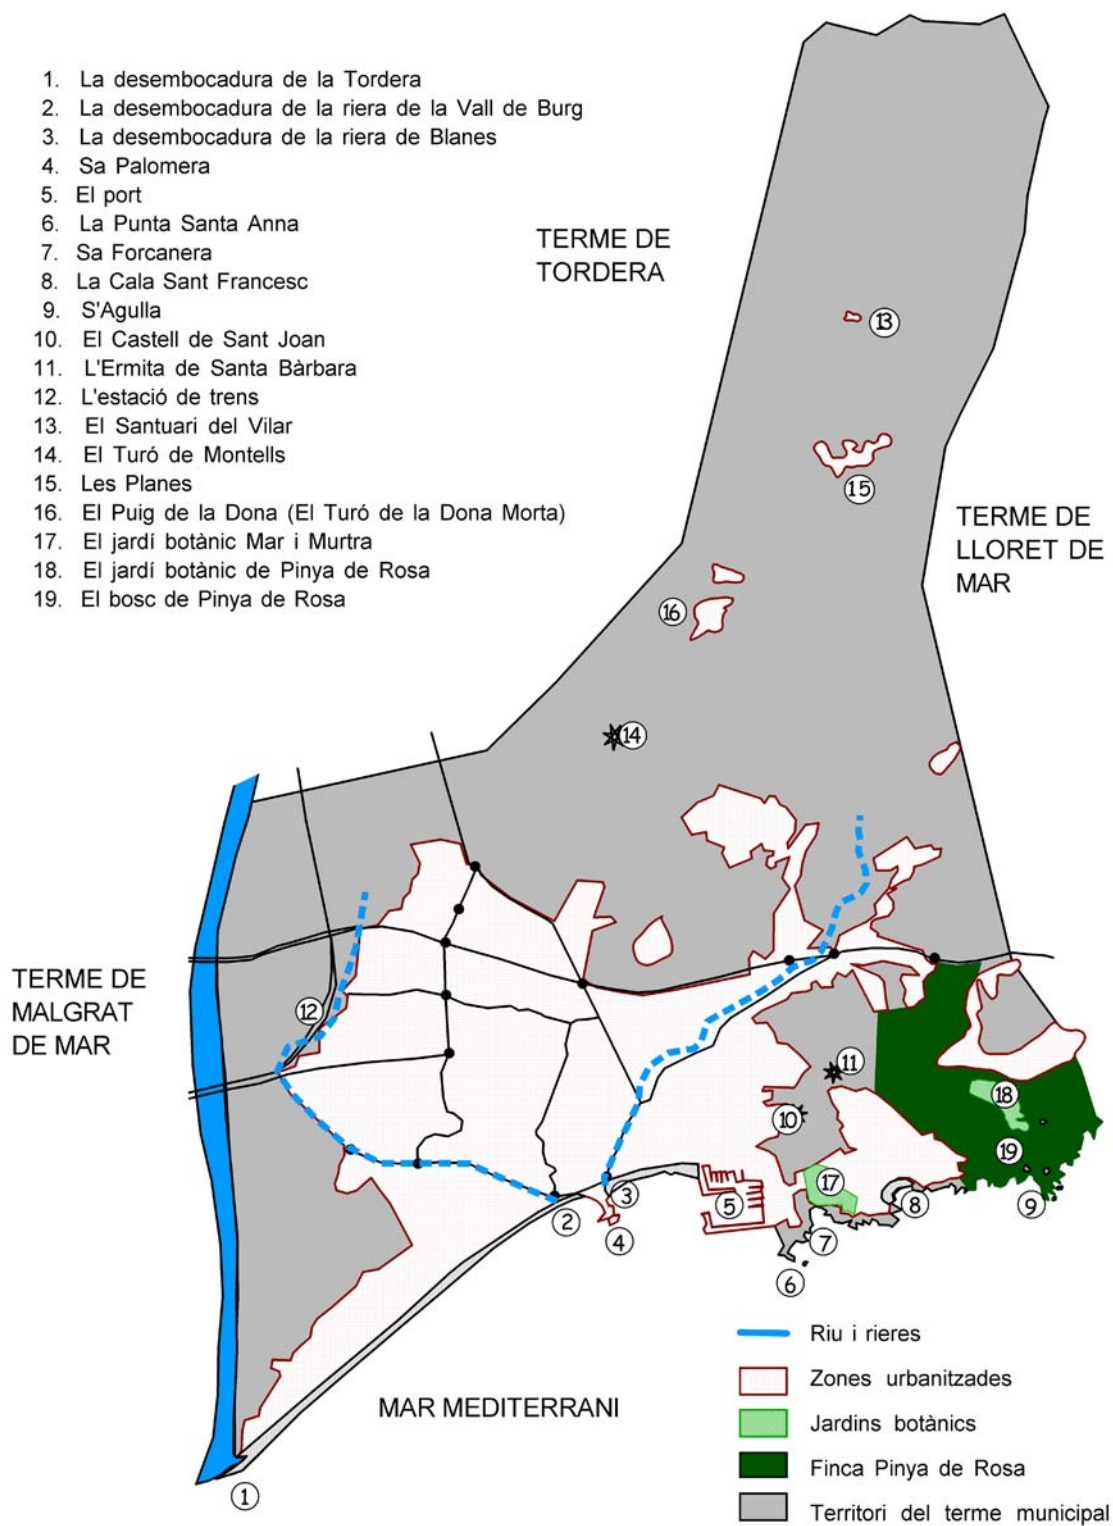 1. La desembocadura de la Tordera
2. La desembocadura de la riera de la Vall de Burg
3. La desembocadura de la riera de Blanes
4. Sa Palomera
5. El port
6. La Punta Santa Anna
7. Sa Forcanera
8. La Cala Sant Francesc
9. S'Agulla
10. El Castell de Sant Joan
11. L'Ermita de Santa Bàrbara
12. L'estació de trens
13. El Santuari del Vilar
14. El Turó de Montells
15. Les Planes
16. El Puig de la Dona (El Turó de la Dona Morta)
17. El jardí botànic Mar i Murtra
18. El jardí botànic de Pinya de Rosa
19. El bosc de Pinya de Rosa
TERME DE
TORDERA
13
15
TERME DE
LLORET DE
MAR
16
14
TERME DE
MALGRAT
DE MAR
12
11
18
10
19
17
3
5
8
9
2
4
7
6
1
MAR MEDITERRANI
Riu i rieres
Zones urbanitzades
Jardins botànics
Finca Pinya de Rosa
Territori del terme municipal